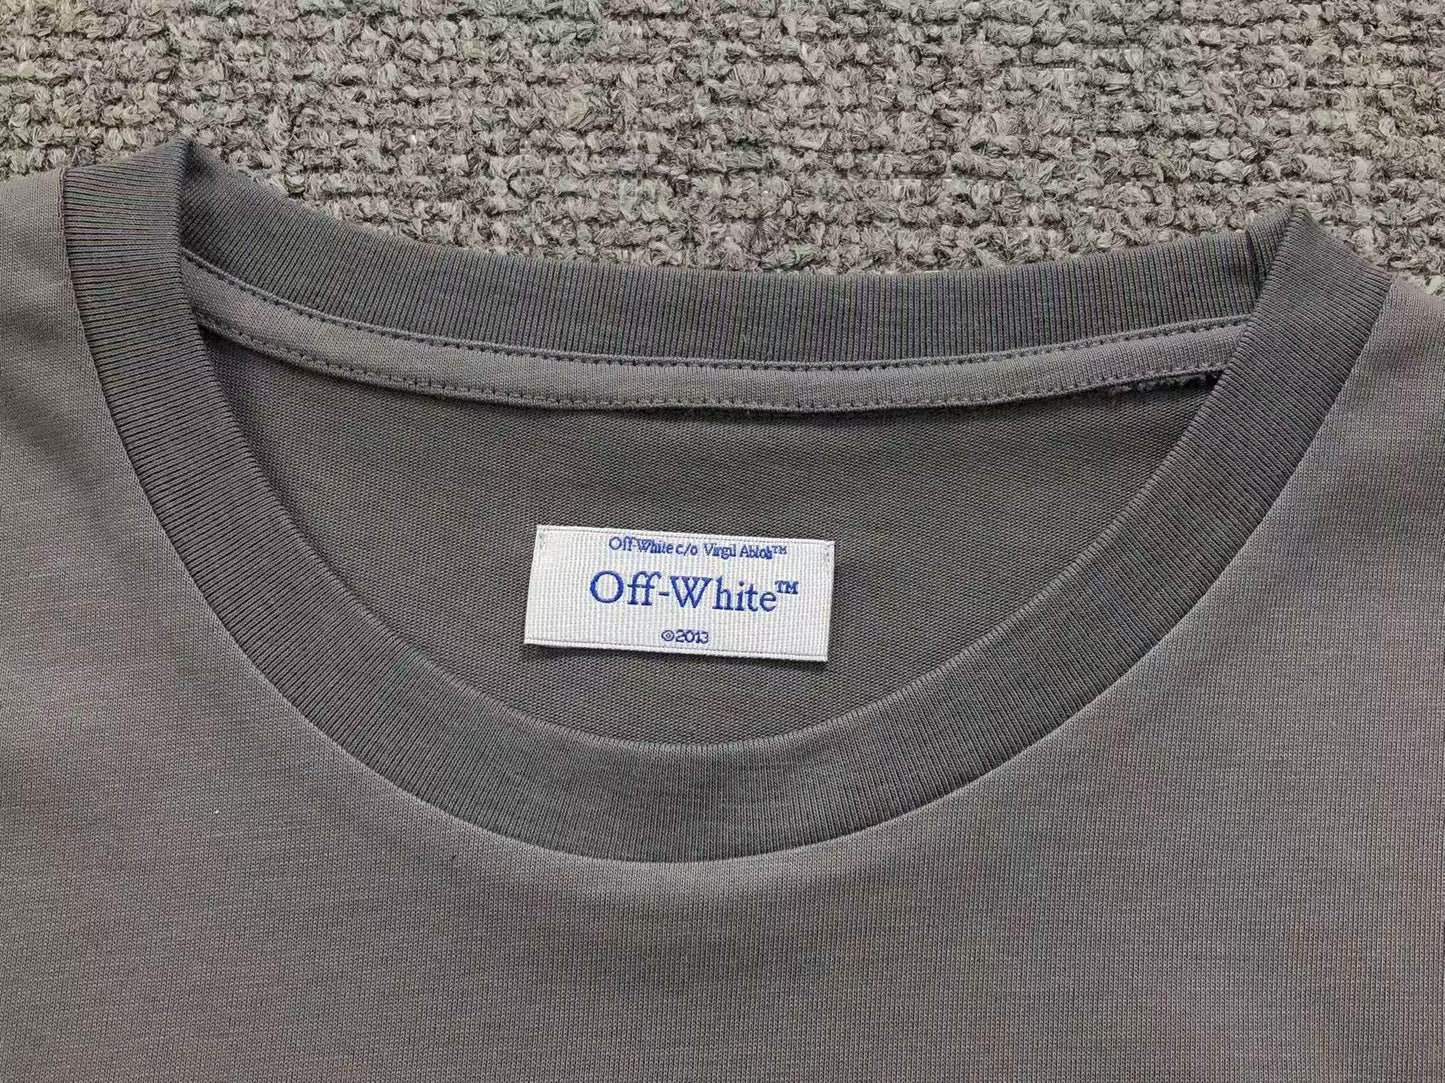 Off-White c/o Virgil Abloh™
Off-White™
©2013